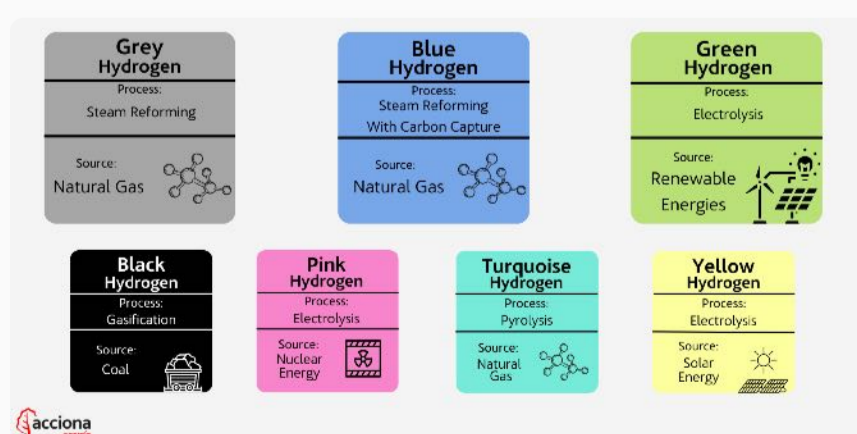 Grey
Hydrogen
Process:
Steam Reforming
Source:
Natural Gas
Blue
Hydrogen
Process:
Steam Reforming
With Carbon Capture
Source:
Natural Gas
Green
Hydrogen
Process:
Electrolysis
Source:
Renewable
Energies
Black
Hydrogen
Process:
Gasification
Source:
Coal
Pink
Hydrogen
Process:
Electrolysis
Source:
Nuclear
Energy
Turquoise
Hydrogen
Process:
Pyrolysis
Source:
Natural
Gas
Yellow
Hydrogen
Process:
Electrolysis
Source:
Solar
Energy
acciona